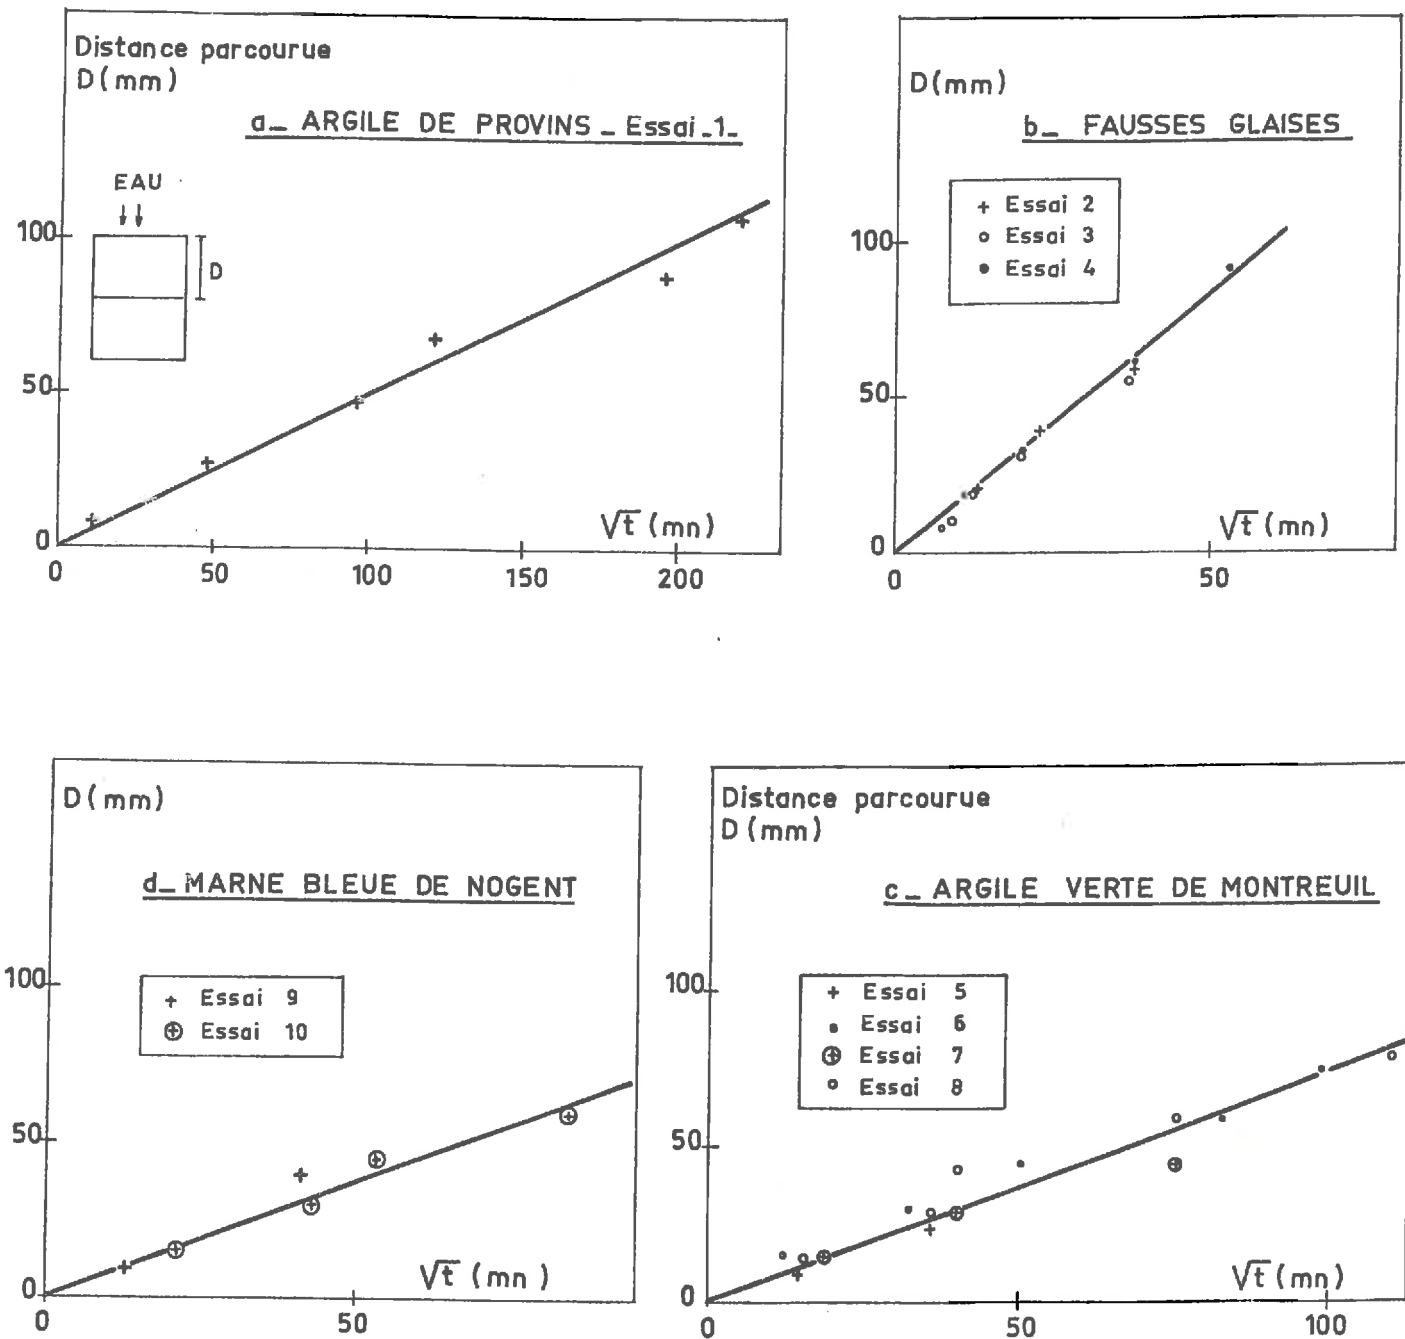 Distance parcourue
D(mm)
a_ ARGILE DE PROVINS _ Essai _1_
EAU
D
100
50
0
√t (mn)
0 50 100 150 200
D(mm)
b_ FAUSSES GLAISES
+ Essai 2
o Essai 3
• Essai 4
100
50
0
√t (mn)
0 50
D(mm)
d_ MARNE BLEUE DE NOGENT
+ Essai 9
⊕ Essai 10
100
50
0
√t (mn)
0 50
Distance parcourue
D(mm)
c_ ARGILE VERTE DE MONTREUIL
+ Essai 5
• Essai 6
⊕ Essai 7
o Essai 8
100
50
0
√t (mn)
0 50 100